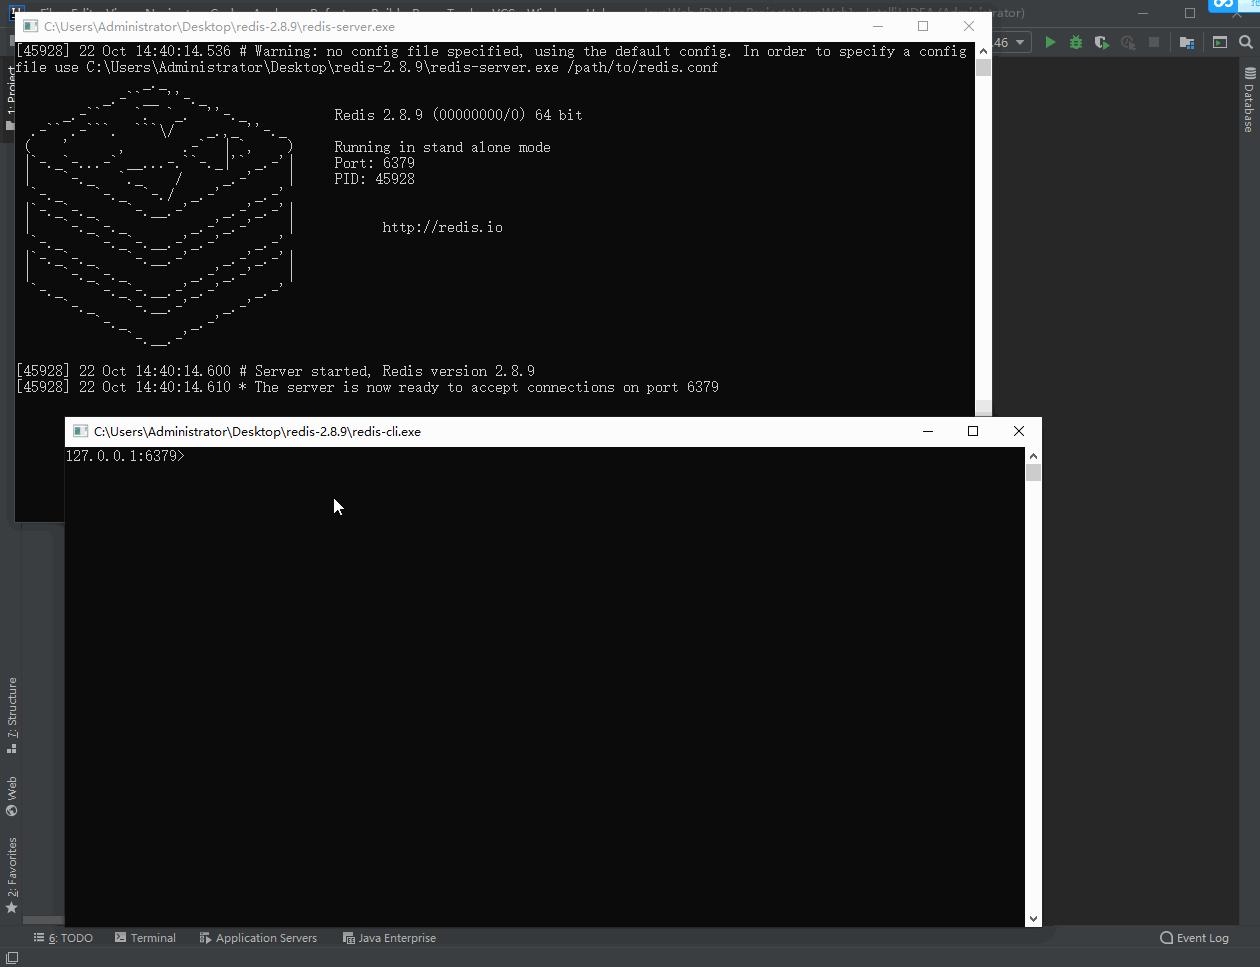 C:\Users\Administrator\Desktop\redis-2.8.9\redis-server.exe
[45928] 22 Oct 14:40:14.536 # Warning: no config file specified, using the default config. In order to specify a config
file use C:\Users\Administrator\Desktop\redis-2.8.9\redis-server.exe /path/to/redis.conf
Redis 2.8.9 (00000000/0) 64 bit
Running in stand alone mode
Port: 6379
PID: 45928
http://redis.io
[45928] 22 Oct 14:40:14.600 # Server started, Redis version 2.8.9
[45928] 22 Oct 14:40:14.610 * The server is now ready to accept connections on port 6379
C:\Users\Administrator\Desktop\redis-2.8.9\redis-cli.exe
127.0.0.1:6379>
46
Database
7: Structure
Web
2: Favorites
6: TODO
Terminal
Application Servers
Java Enterprise
Event Log